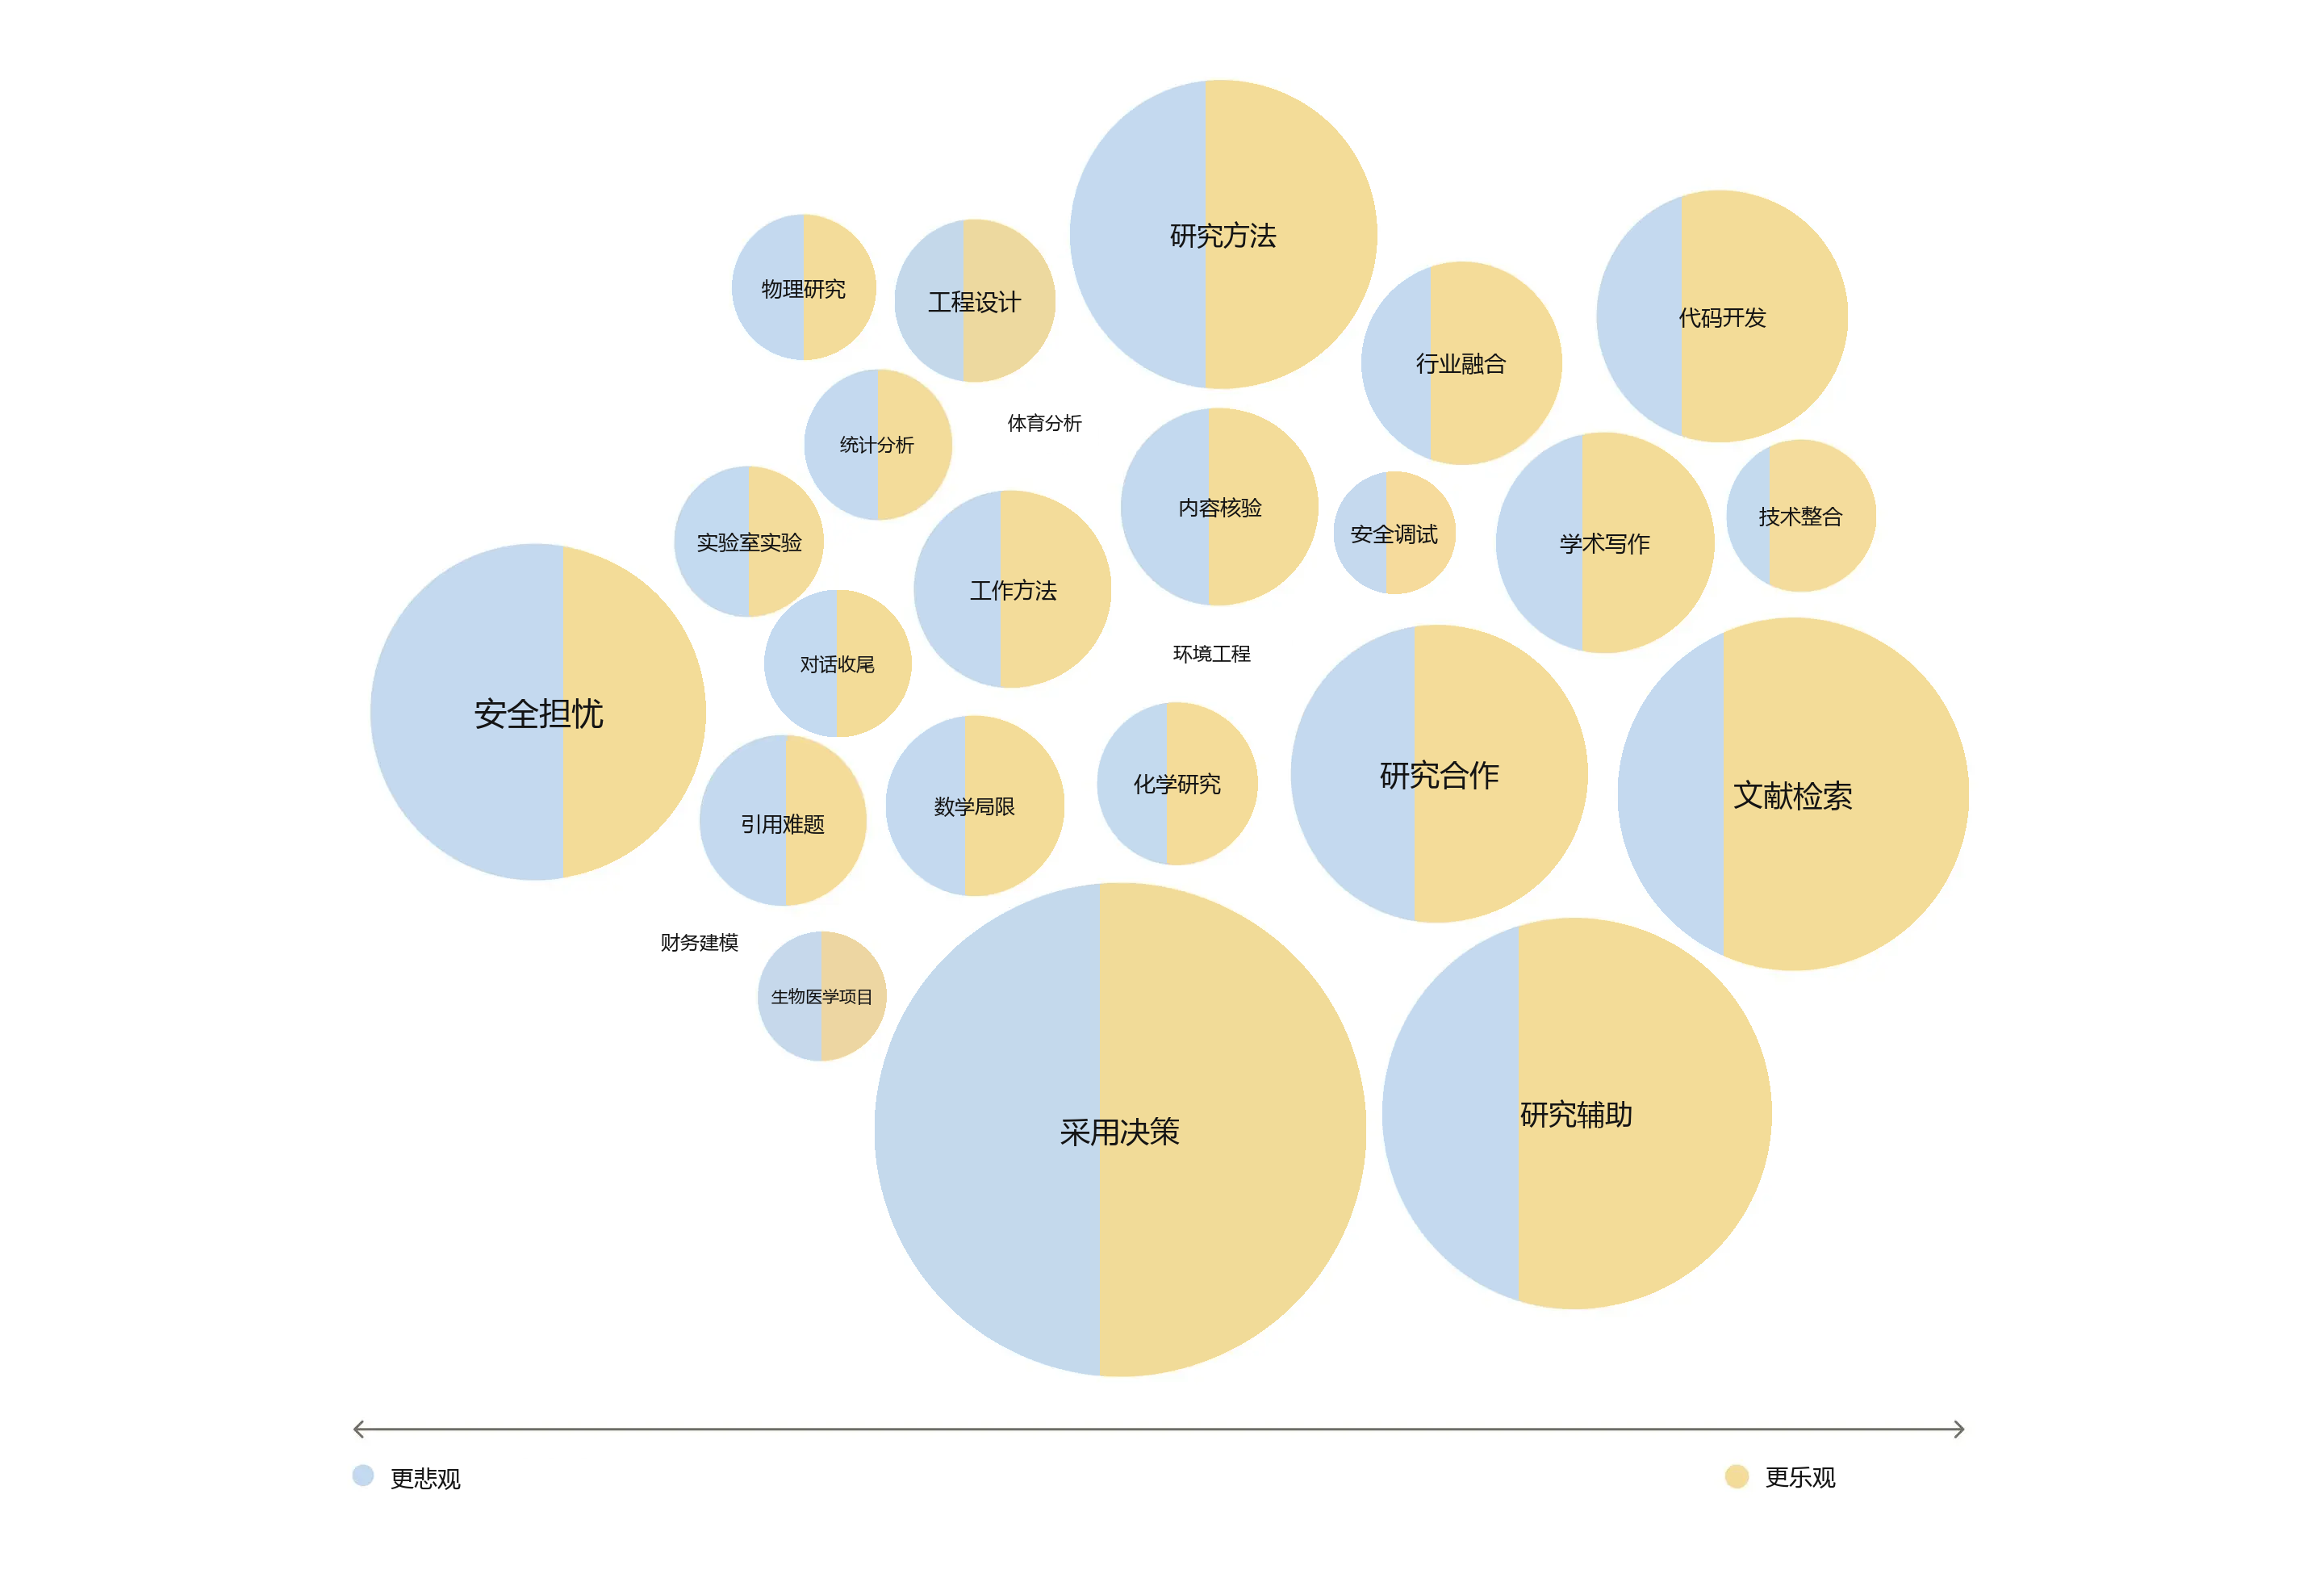 研究方法
物理研究
工程设计
代码开发
行业融合
体育分析
统计分析
内容核验
安全调试
技术整合
实验室实验
学术写作
工作方法
环境工程
对话收尾
安全担忧
研究合作
化学研究
文献检索
数学局限
引用难题
财务建模
生物医学项目
研究辅助
采用决策
更悲观
更乐观